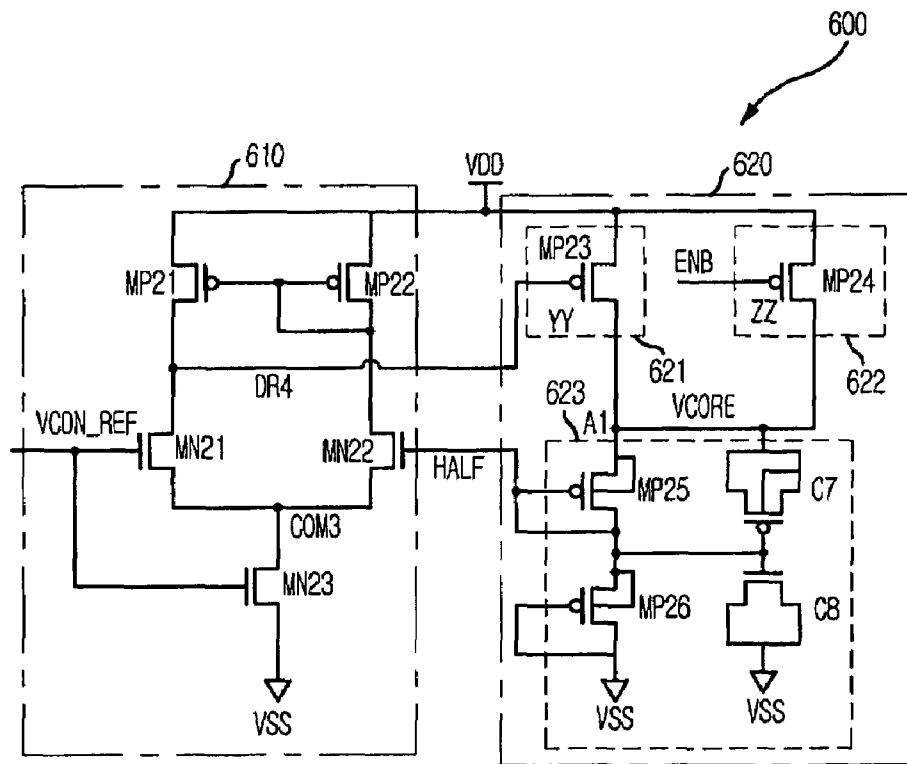 600
610
VDD
620
MP21
MP22
MP23
YY
ENB
ZZ
MP24
621
622
DR4
623
A1
VCORE
VCDN_REF
MN21
MN22
HALF
MP25
C7
COM3
MN23
MP26
C8
VSS
VSS
VSS